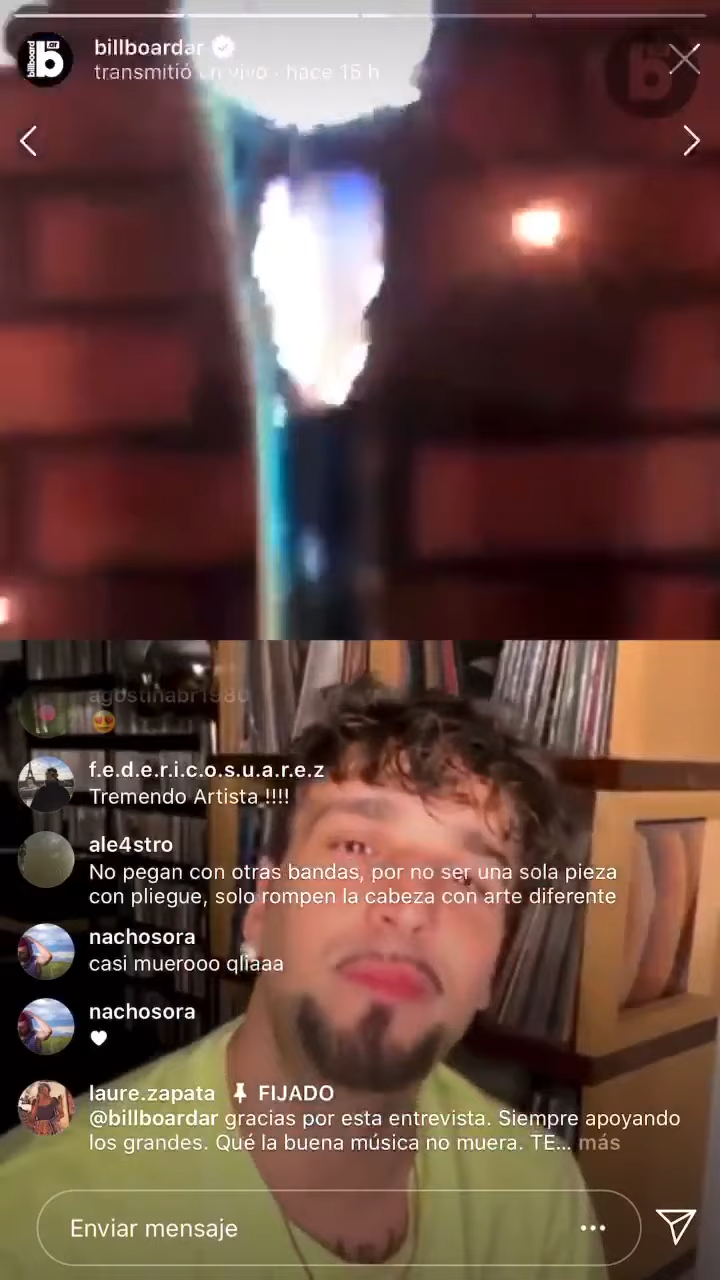 billboardar
transmitió en vivo · hace 15 h
agostinabr1980
😍
f.e.d.e.r.i.c.o.s.u.a.r.e.z
Tremendo Artista !!!!
ale4stro
No pegan con otras bandas, por no ser una sola pieza
con pliegue, solo rompen la cabeza con arte diferente
nachosora
casi muerooo qliaaa
nachosora
🤍
laure.zapata 📌 FIJADO
@billboardar gracias por esta entrevista. Siempre apoyando
los grandes. Qué la buena música no muera. TE... más
Enviar mensaje